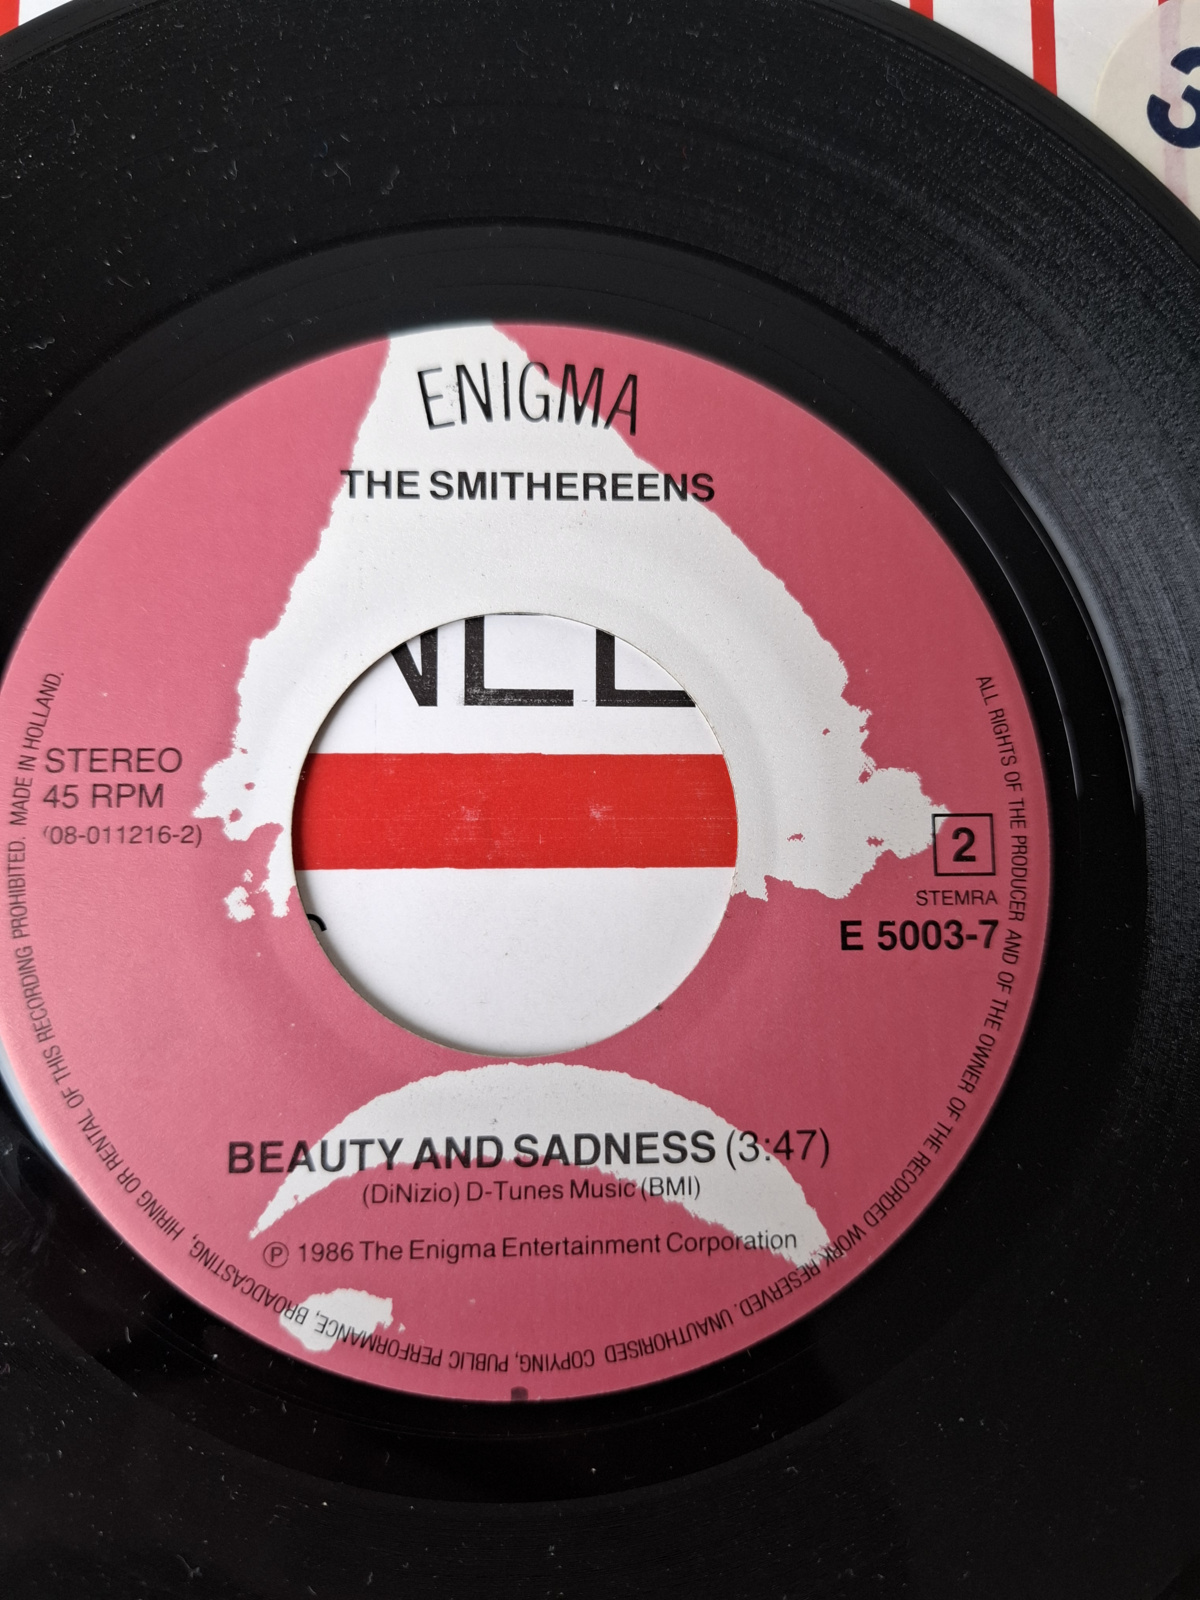 ENIGMA
THE SMITHEREENS
STEREO
45 RPM
(08-011216-2)
2
STEMRA
E 5003-7
BEAUTY AND SADNESS (3:47)
(DiNizio) D-Tunes Music (BMI)
℗ 1986 The Enigma Entertainment Corporation
ALL RIGHTS OF THE PRODUCER AND OF THE OWNER OF THE RECORDED WORK RESERVED. UNAUTHORISED COPYING, PUBLIC PERFORMANCE, BROADCASTING, HIRING OR RENTAL OF THIS RECORDING PROHIBITED. MADE IN HOLLAND.